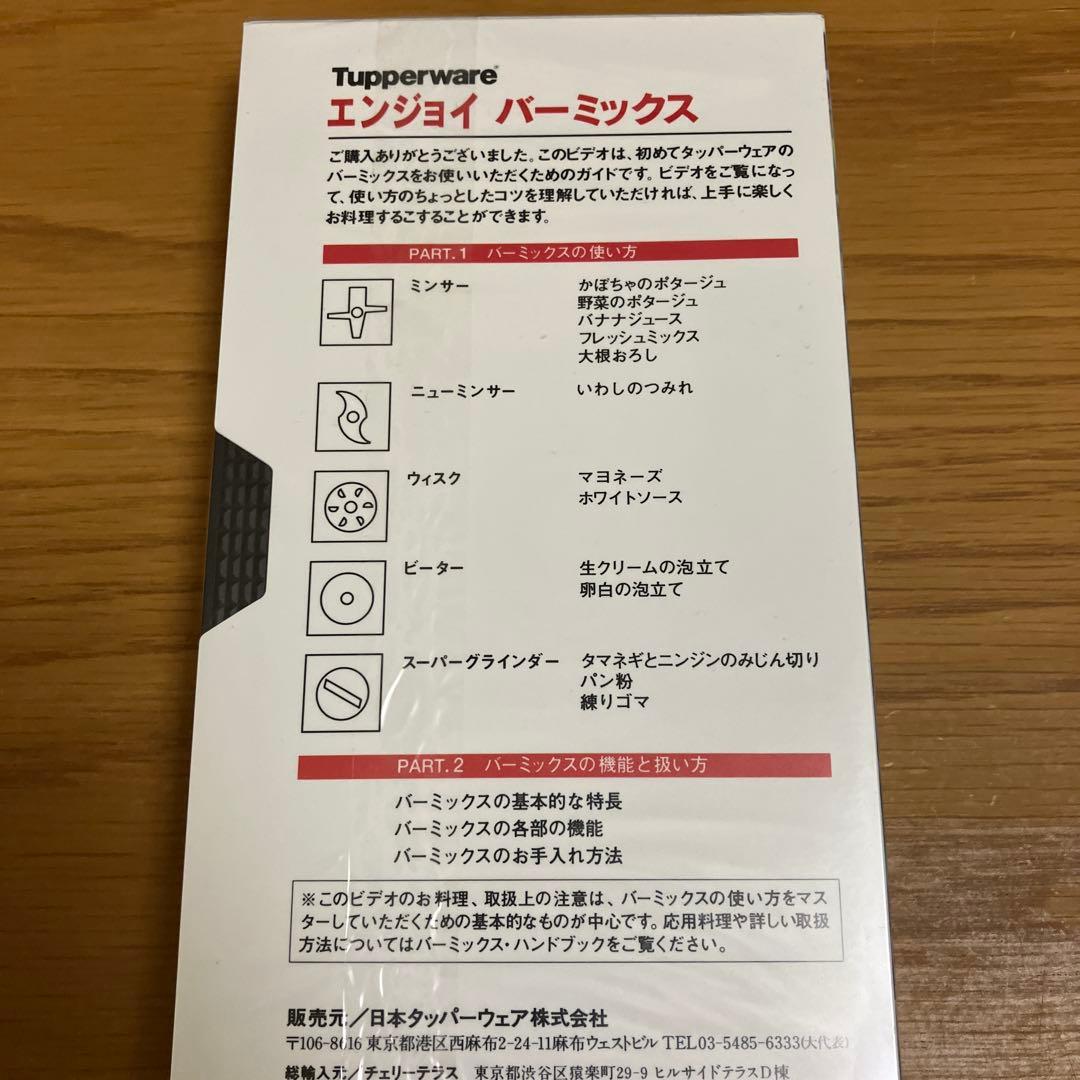 Tupperware
エンジョイ バーミックス
ご購入ありがとうございました。このビデオは、初めてタッパーウェアの
バーミックスをお使いいただくためのガイドです。ビデオをご覧になっ
て、使い方のちょっとしたコツを理解していただければ、上手に楽しく
お料理するこすることができます。
PART.1 バーミックスの使い方
ミンサー かぼちゃのポタージュ
野菜のポタージュ
バナナジュース
フレッシュミックス
大根おろし
ニューミンサー いわしのつみれ
ウィスク マヨネーズ
ホワイトソース
ビーター 生クリームの泡立て
卵白の泡立て
スーパーグラインダー タマネギとニンジンのみじん切り
パン粉
練りゴマ
PART.2 バーミックスの機能と扱い方
バーミックスの基本的な特長
バーミックスの各部の機能
バーミックスのお手入れ方法
※このビデオのお料理、取扱上の注意は、バーミックスの使い方をマス
ターしていただくための基本的なものが中心です。応用料理や詳しい取扱
方法についてはバーミックス・ハンドブックをご覧ください。
販売元/日本タッパーウェア株式会社
〒106-8616 東京都港区西麻布2-24-11麻布ウェストビル TEL03-5485-6333(大代表)
総輸入元/チェリーテラス 東京都渋谷区猿楽町29-9 ヒルサイドテラスD棟